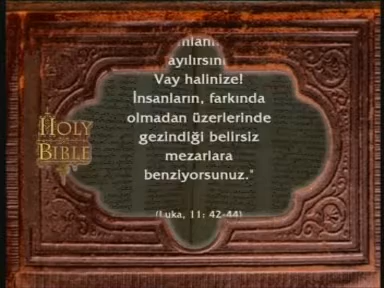 HOLY
BIBLE
ayılırsını
Vay halinize!
İnsanların, farkında
olmadan üzerlerinde
gezindiği belirsiz
mezarlara
benziyorsunuz."
(Luka, 11: 42-44)